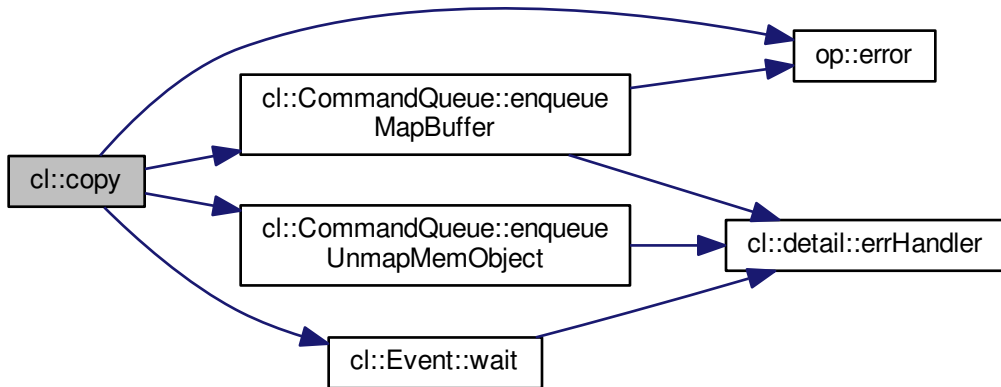 cl::copy
cl::CommandQueue::enqueue
MapBuffer
cl::CommandQueue::enqueue
UnmapMemObject
cl::Event::wait
op::error
cl::detail::errHandler